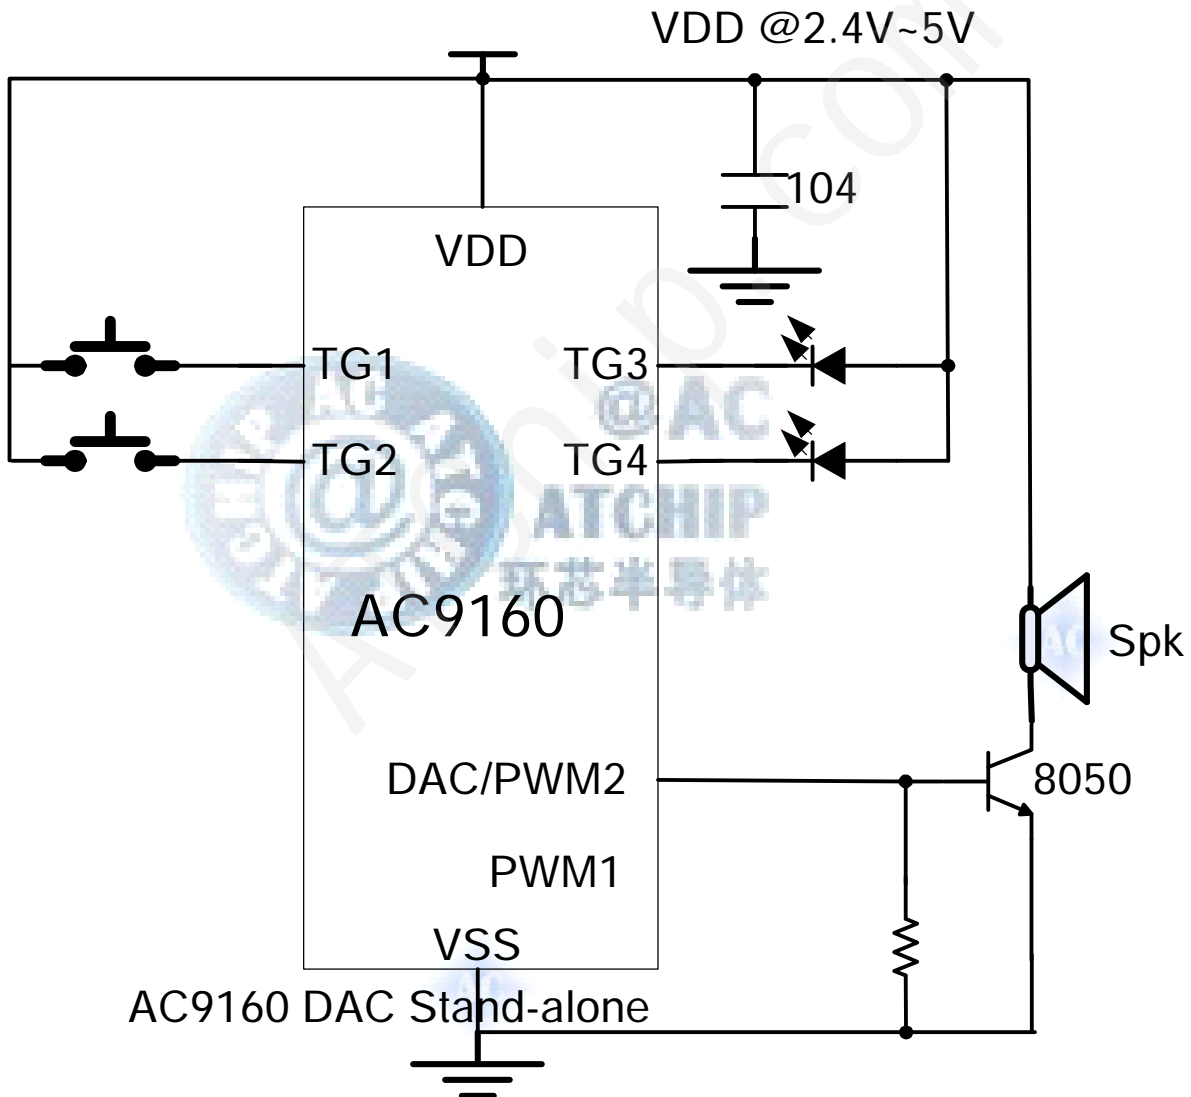 VDD @2.4V~5V
104
VDD
TG1
TG3
TG2
TG4
@AC
ATCHIP
环芯半导体
AC9160
Spk
DAC/PWM2
8050
PWM1
VSS
AC9160 DAC Stand-alone